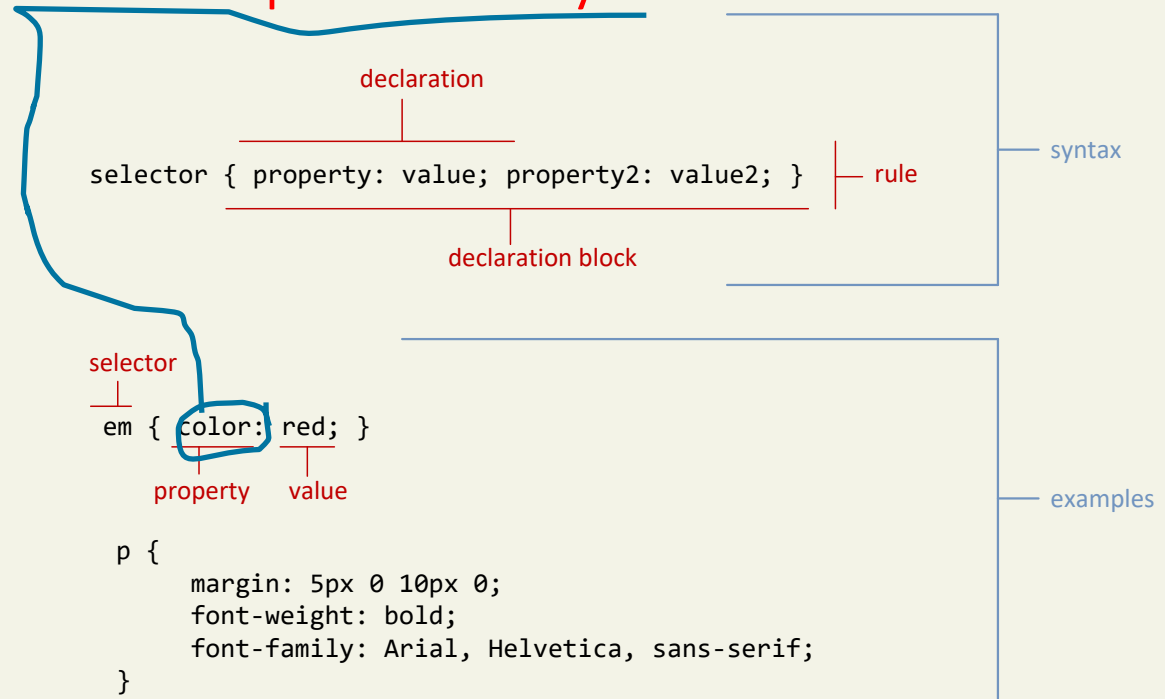 declaration
syntax
selector { property: value; property2: value2; }
rule
declaration block
selector
em { color: red; }
property value
examples
p {
margin: 5px 0 10px 0;
font-weight: bold;
font-family: Arial, Helvetica, sans-serif;
}